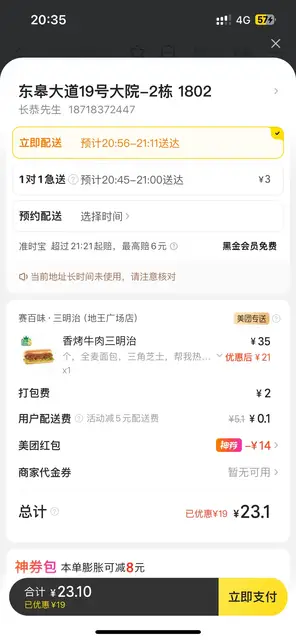 20:35
4G 57
东皋大道19号大院-2栋 1802
长恭先生 18718372447
立即配送 预计20:56-21:11送达
1对1急送 预计20:45-21:00送达 ¥3
预约配送 选择时间
准时宝 超过21:21起赔，最高赔6元 黑金会员免费
当前地址长时间未使用，请注意核对
赛百味·三明治 (地王广场店) 美团专送
香烤牛肉三明治 ¥35
个，全麦面包，三角芝士，帮我热... 优惠后 ¥21
x1
打包费 ¥2
用户配送费 活动减5元配送费 ¥5.1 ¥0.1
美团红包 神券 -¥14
商家代金券 暂无可用
总计 已优惠¥19 ¥23.1
神券包 本单膨胀可减8元
合计 ¥23.10 立即支付
已优惠 ¥19